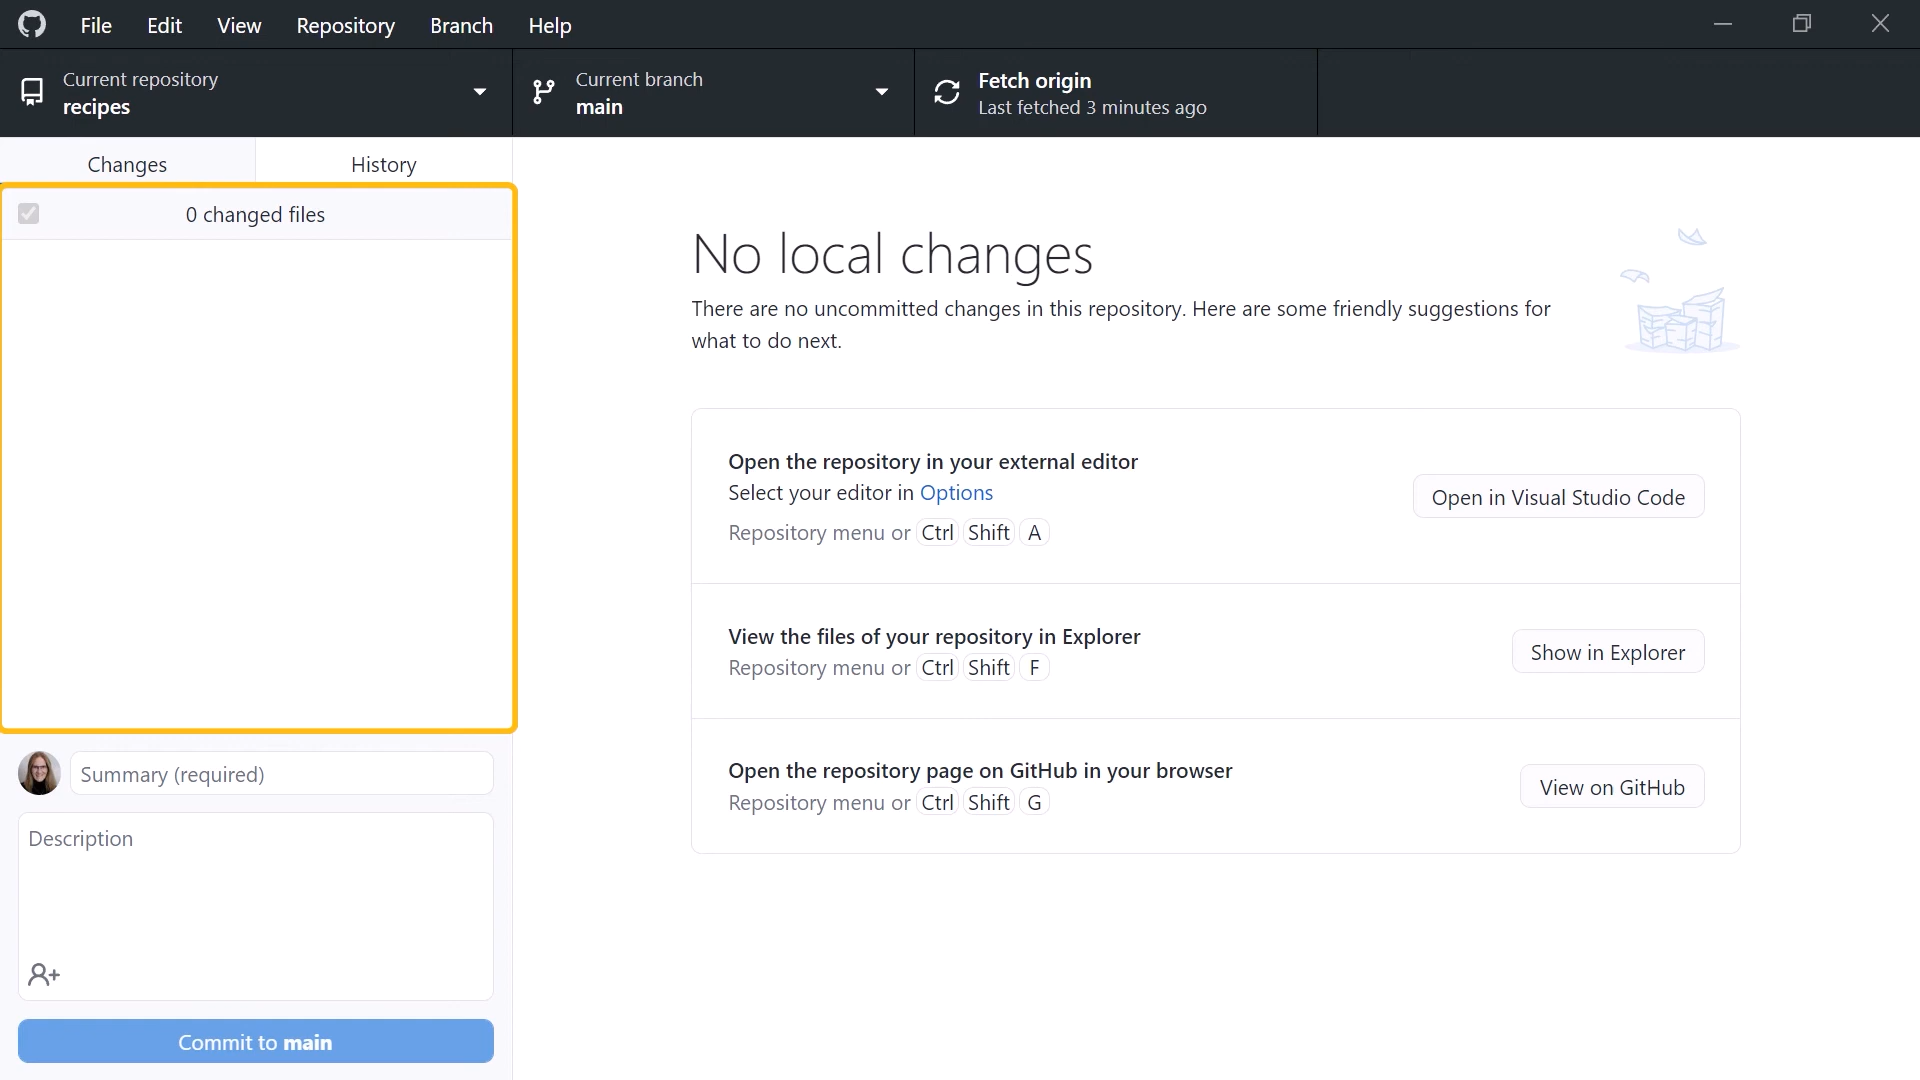 File Edit View Repository Branch Help
Current repository
recipes
Current branch
main
Fetch origin
Last fetched 3 minutes ago
Changes
History
0 changed files
No local changes
There are no uncommitted changes in this repository. Here are some friendly suggestions for
what to do next.
Open the repository in your external editor
Select your editor in Options
Repository menu or Ctrl Shift A
Open in Visual Studio Code
View the files of your repository in Explorer
Repository menu or Ctrl Shift F
Show in Explorer
Open the repository page on GitHub in your browser
Repository menu or Ctrl Shift G
View on GitHub
Summary (required)
Description
Commit to main